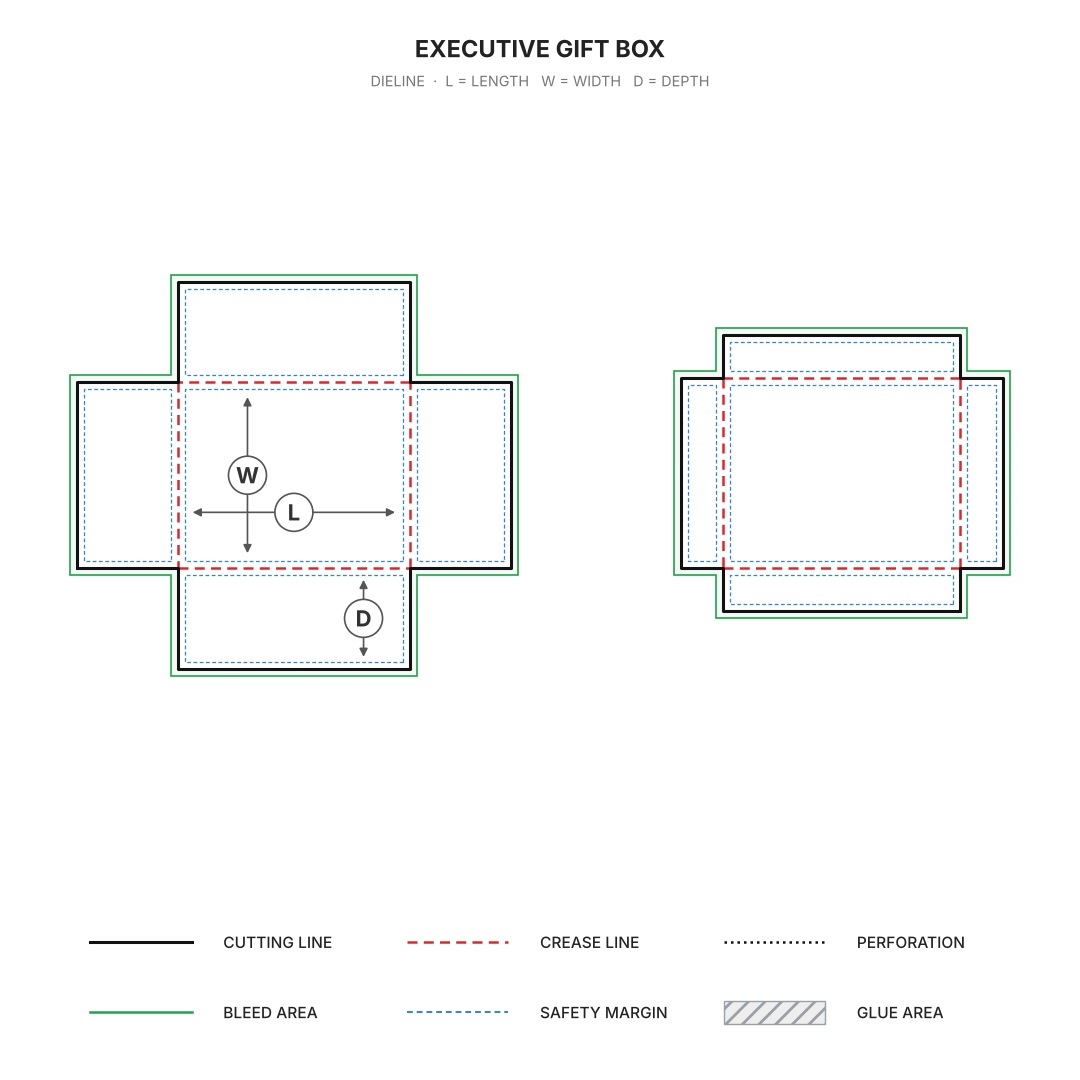 EXECUTIVE GIFT BOX
DIELINE · L = LENGTH W = WIDTH D = DEPTH
W
L
D
CUTTING LINE
CREASE LINE
PERFORATION
BLEED AREA
SAFETY MARGIN
GLUE AREA